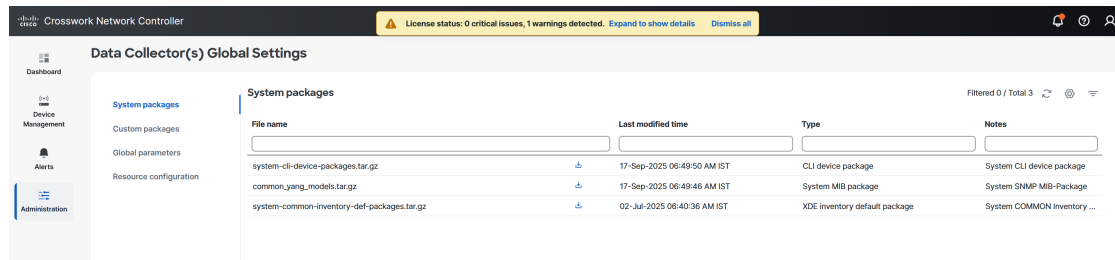 cisco Crosswork Network Controller
License status: 0 critical issues, 1 warnings detected. Expand to show details Dismiss all
Data Collector(s) Global Settings
Dashboard
Device
Management
Alerts
Administration
System packages
Custom packages
Global parameters
Resource configuration
System packages
Filtered 0 / Total 3
File name Last modified time Type Notes
system-cli-device-packages.tar.gz 17-Sep-2025 06:49:50 AM IST CLI device package System CLI device package
common_yang_models.tar.gz 17-Sep-2025 06:49:46 AM IST System MIB package System SNMP MIB-Package
system-common-inventory-def-packages.tar.gz 02-Jul-2025 06:40:36 AM IST XDE inventory default package System COMMON Inventory ...